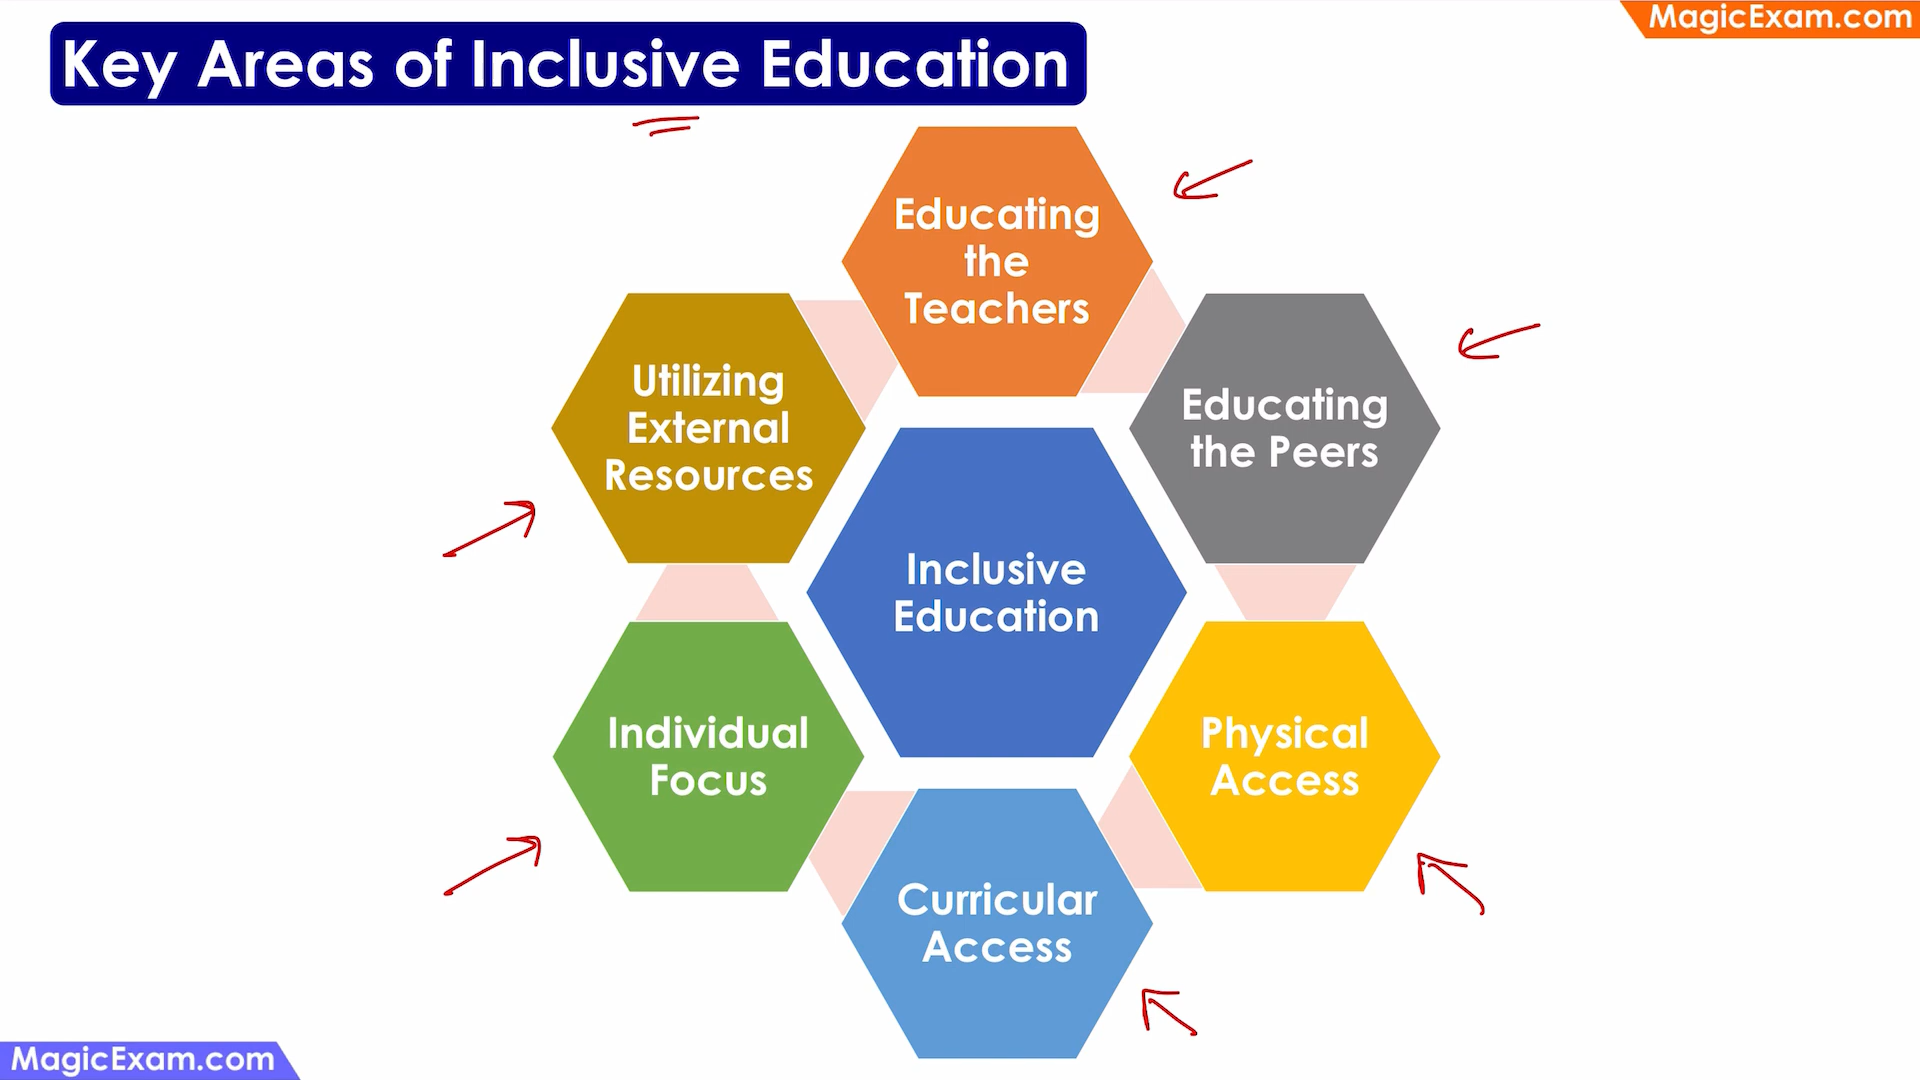 MagicExam.com
Key Areas of Inclusive Education
Educating
the
Teachers
Educating
the Peers
Physical
Access
Curricular
Access
Individual
Focus
Utilizing
External
Resources
Inclusive
Education
MagicExam.com